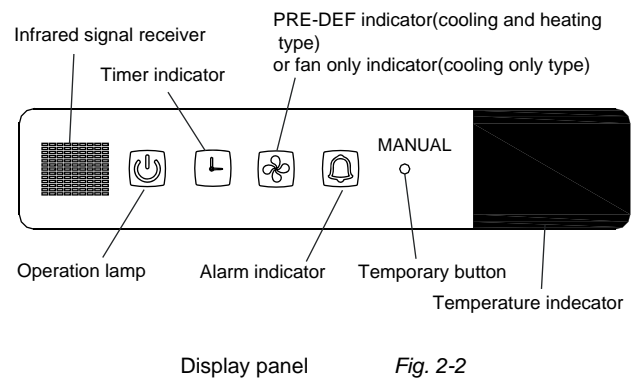 PRE-DEF indicator(cooling and heating
type)
or fan only indicator(cooling only type)
Infrared signal receiver
Timer indicator
MANUAL
Operation lamp
Alarm indicator
Temporary button
Temperature indecator
Display panel
Fig. 2-2